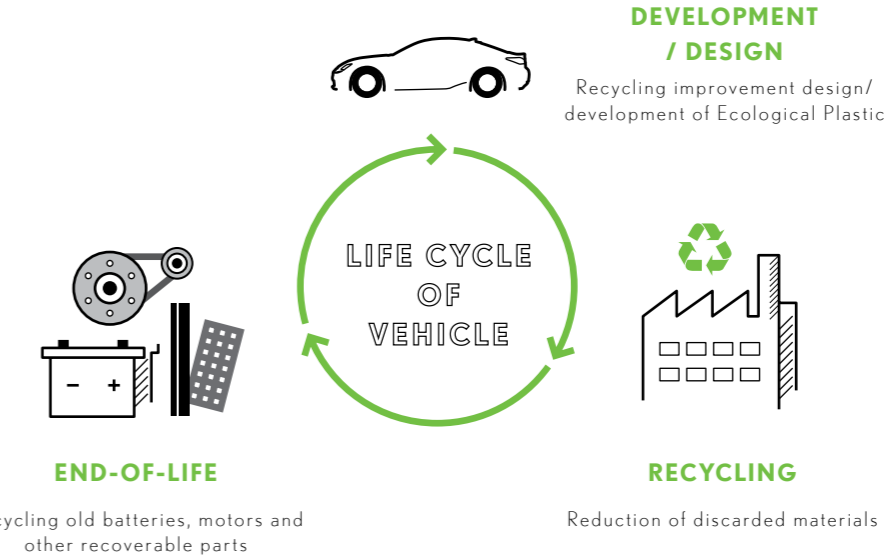 DEVELOPMENT
/ DESIGN
Recycling improvement design/
development of Ecological Plastic
LIFE CYCLE
OF
VEHICLE
- +
END-OF-LIFE
cycling old batteries, motors and
other recoverable parts
RECYCLING
Reduction of discarded materials